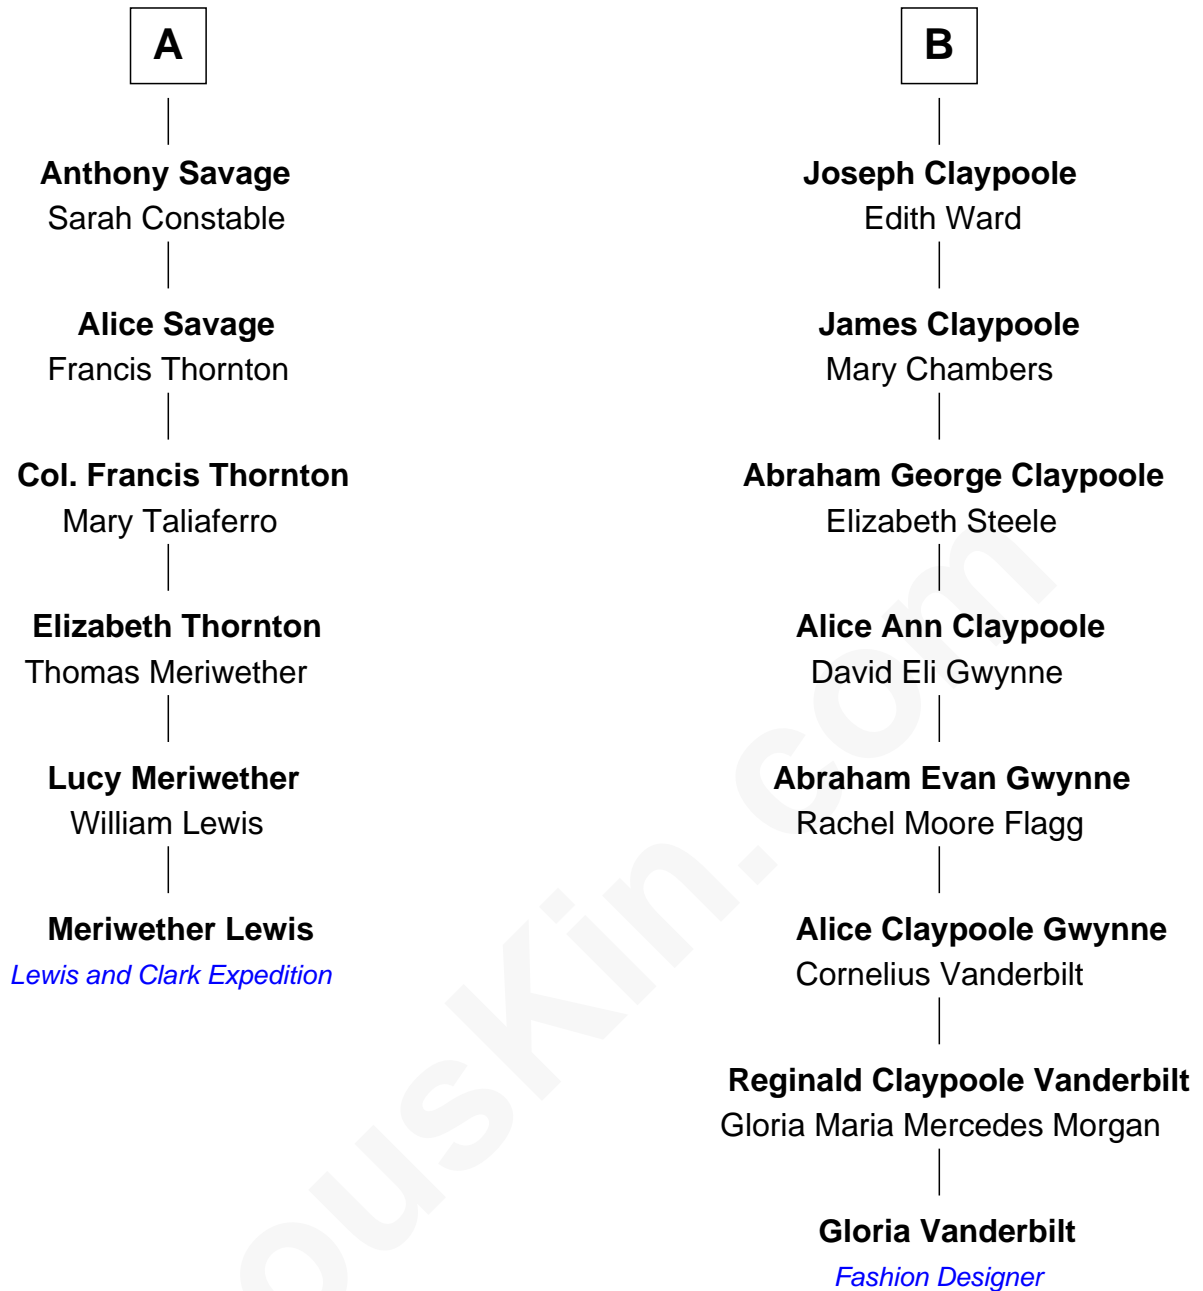 A
Anthony Savage
Sarah Constable
Alice Savage
Francis Thornton
Col. Francis Thornton
Mary Taliaferro
Elizabeth Thornton
Thomas Meriwether
Lucy Meriwether
William Lewis
Meriwether Lewis
Lewis and Clark Expedition
B
Joseph Claypoole
Edith Ward
James Claypoole
Mary Chambers
Abraham George Claypoole
Elizabeth Steele
Alice Ann Claypoole
David Eli Gwynne
Abraham Evan Gwynne
Rachel Moore Flagg
Alice Claypoole Gwynne
Cornelius Vanderbilt
Reginald Claypoole Vanderbilt
Gloria Maria Mercedes Morgan
Gloria Vanderbilt
Fashion Designer
ousKin.com